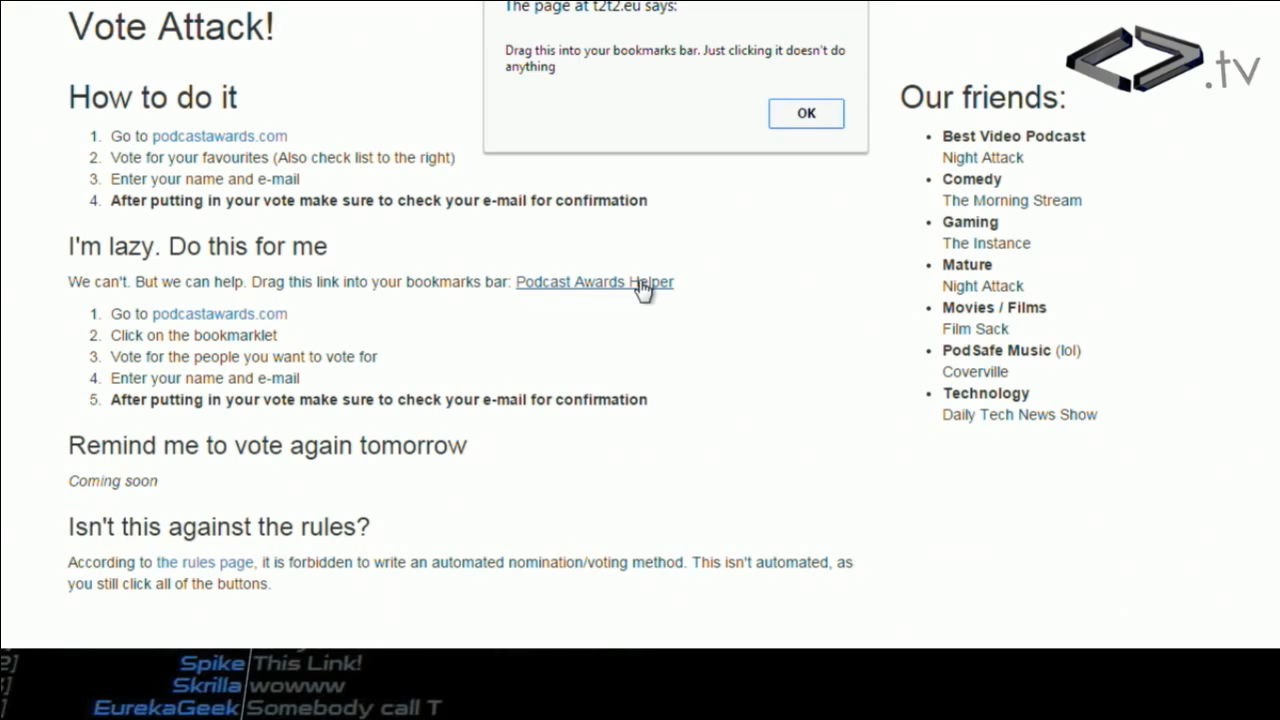 Vote Attack!
The page at t2t2.eu says:
Drag this into your bookmarks bar. Just clicking it doesn't do
anything
OK
.tv
How to do it
1. Go to podcastawards.com
2. Vote for your favourites (Also check list to the right)
3. Enter your name and e-mail
4. After putting in your vote make sure to check your e-mail for confirmation
I'm lazy. Do this for me
We can't. But we can help. Drag this link into your bookmarks bar: Podcast Awards Helper
1. Go to podcastawards.com
2. Click on the bookmarklet
3. Vote for the people you want to vote for
4. Enter your name and e-mail
5. After putting in your vote make sure to check your e-mail for confirmation
Remind me to vote again tomorrow
Coming soon
Isn't this against the rules?
According to the rules page, it is forbidden to write an automated nomination/voting method. This isn't automated, as
you still click all of the buttons.
Our friends:
• Best Video Podcast
Night Attack
• Comedy
The Morning Stream
• Gaming
The Instance
• Mature
Night Attack
• Movies / Films
Film Sack
• PodSafe Music (lol)
Coverville
• Technology
Daily Tech News Show
Spike This Link!
Skrilla wowww
EurekaGeek Somebody call T